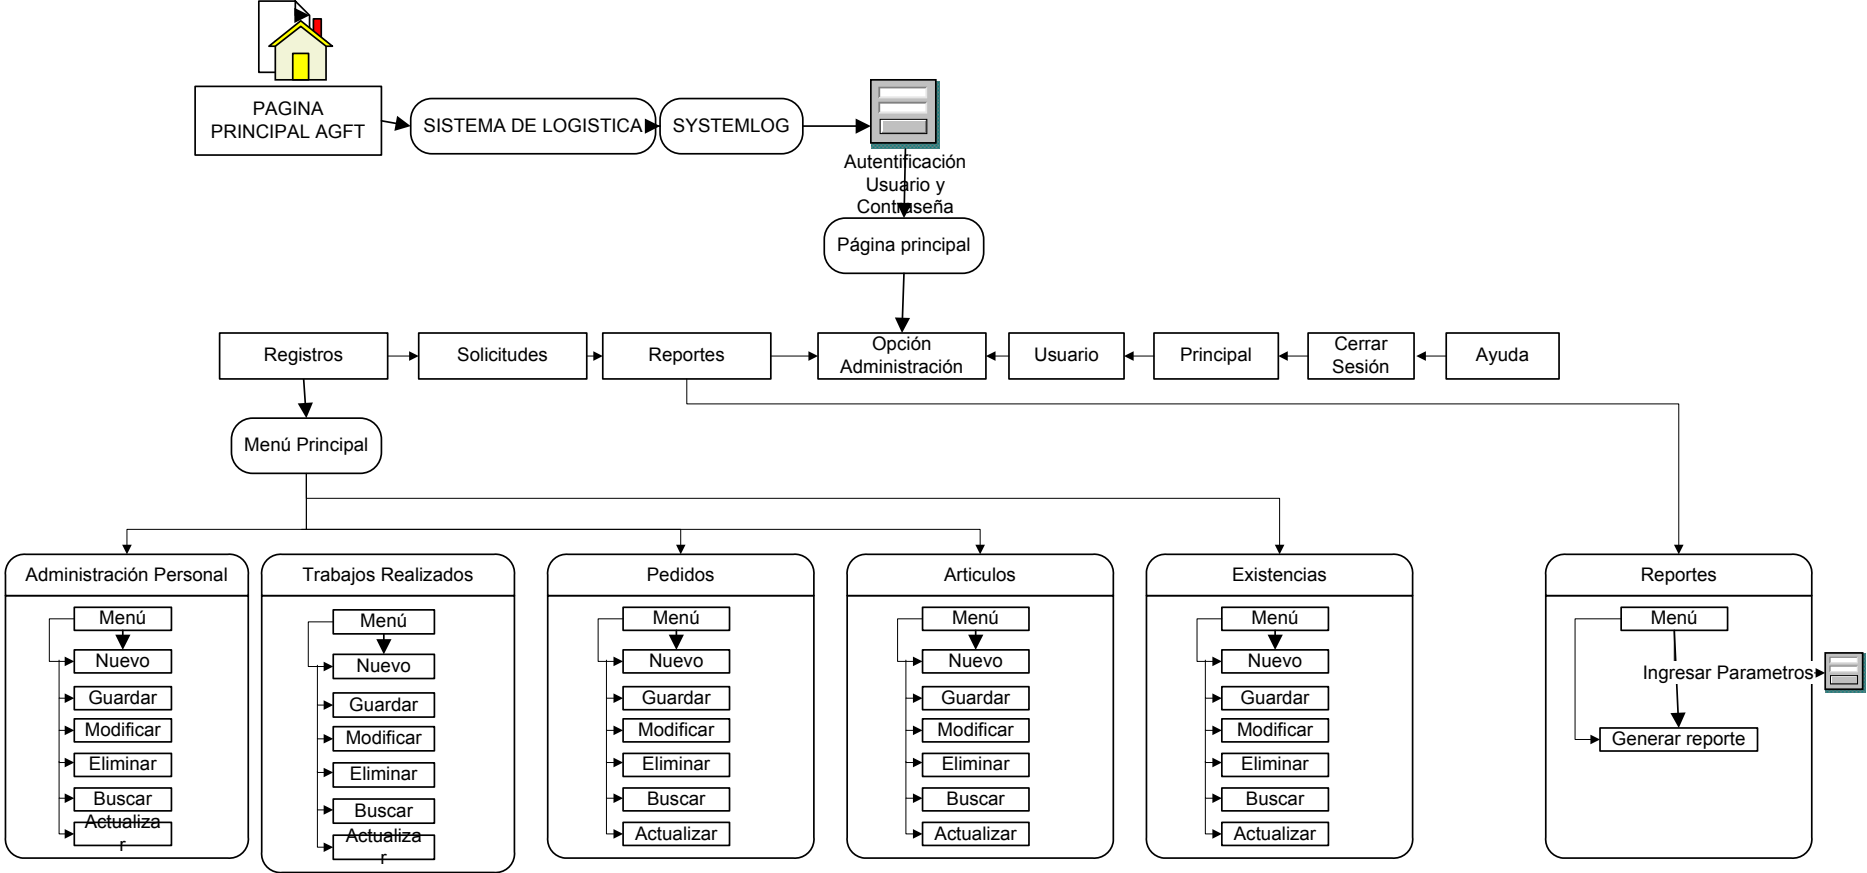 PAGINA
PRINCIPAL AGFT
SISTEMA DE LOGISTICA
SYSTEMLOG
Autentificación
Usuario y
Contraseña
Página principal
Registros
Solicitudes
Reportes
Opción
Administración
Usuario
Principal
Cerrar
Sesión
Ayuda
Menú Principal
Administración Personal
Menú
Nuevo
Guardar
Modificar
Eliminar
Buscar
Actualiza
r
Trabajos Realizados
Menú
Nuevo
Guardar
Modificar
Eliminar
Buscar
Actualiza
r
Pedidos
Menú
Nuevo
Guardar
Modificar
Eliminar
Buscar
Actualizar
Articulos
Menú
Nuevo
Guardar
Modificar
Eliminar
Buscar
Actualizar
Existencias
Menú
Nuevo
Guardar
Modificar
Eliminar
Buscar
Actualizar
Reportes
Menú
Ingresar Parametros
Generar reporte